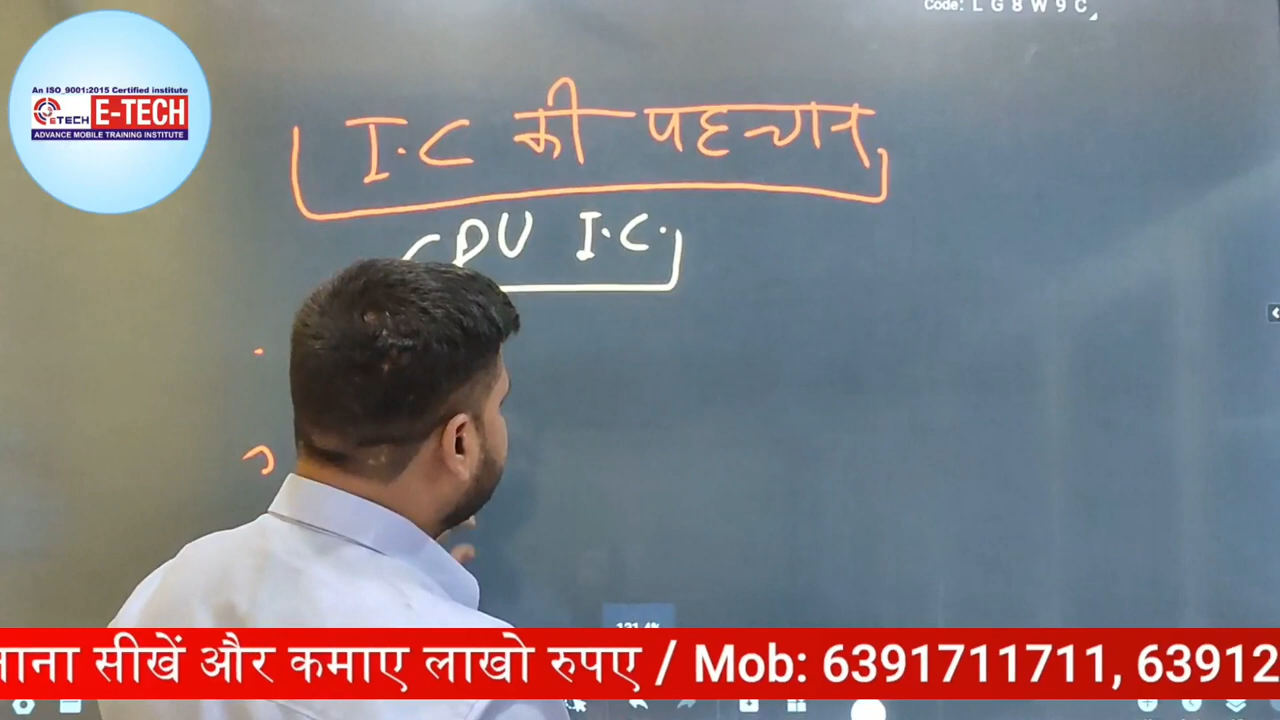 Code: L G 8 W 9 C
An ISO 9001:2015 Certified institute
ETECH E-TECH
ADVANCE MOBILE TRAINING INSTITUTE
I.C की पहचान
CPU I.C.
सीखें और कमाए लाखो रुपए / Mob: 6391711711, 63912